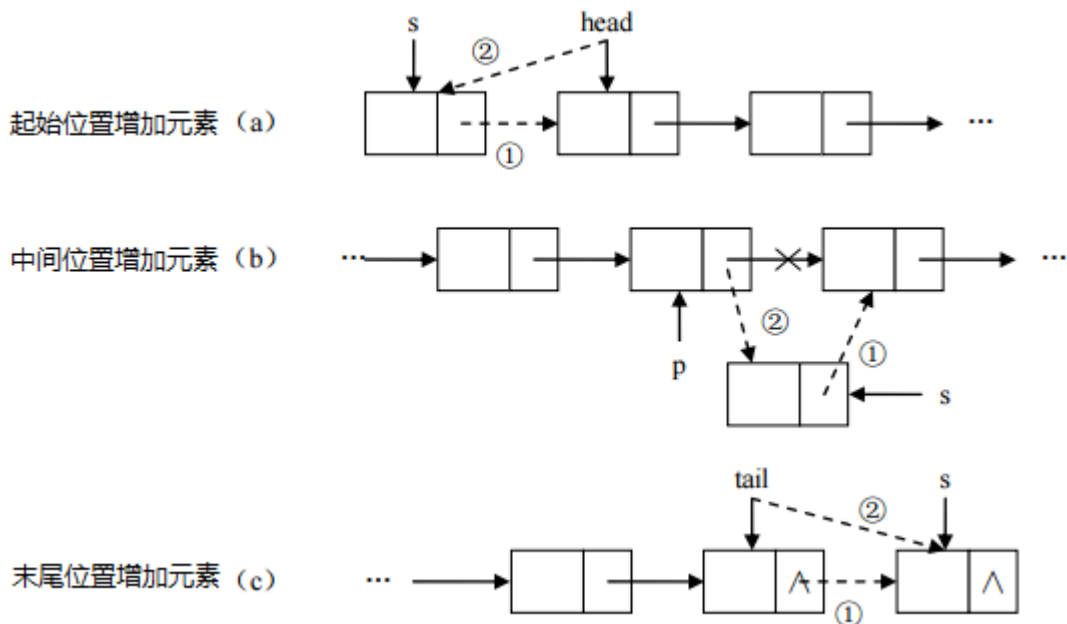 s head
②
起始位置增加元素（a） ···
①
中间位置增加元素（b） ··· ···
②
①
p
s
tail s
②
末尾位置增加元素（c） ··· ∧ ∧
①